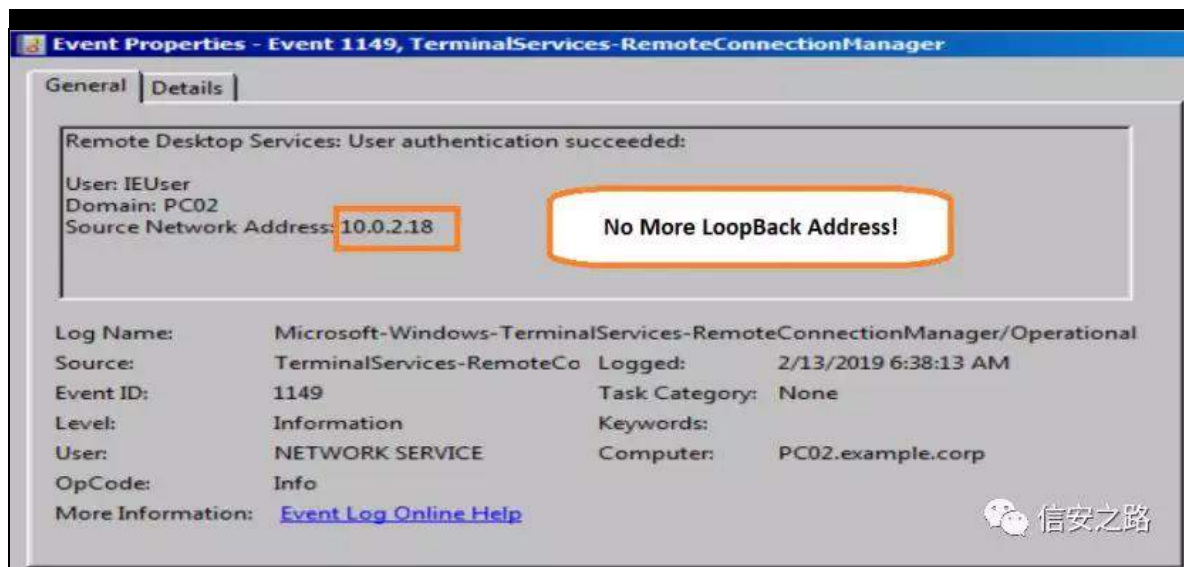 Event Properties - Event 1149, TerminalServices-RemoteConnectionManager
General Details
Remote Desktop Services: User authentication succeeded:
User: IEUser
Domain: PC02
Source Network Address: 10.0.2.18
No More LoopBack Address!
Log Name: Microsoft-Windows-TerminalServices-RemoteConnectionManager/Operational
Source: TerminalServices-RemoteCo Logged: 2/13/2019 6:38:13 AM
Event ID: 1149 Task Category: None
Level: Information Keywords:
User: NETWORK SERVICE Computer: PC02.example.corp
OpCode: Info
More Information: Event Log Online Help
信安之路